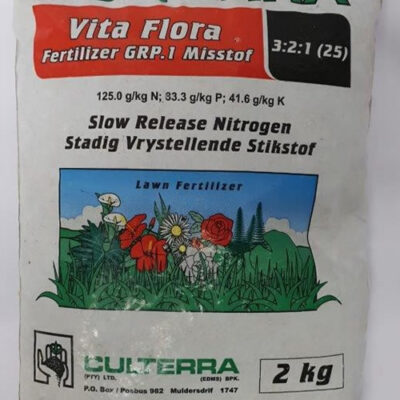 Vita Flora
Fertilizer GRP.1 Misstof
3:2:1 (25)
125.0 g/kg N; 83.3 g/kg P; 41.6 g/kg K
Slow Release Nitrogen
Stadig Vrystellende Stikstof
Lawn Fertilizer
CULTERRA
(PTY) LTD. (EDMS) BPK.
P.O. Box / Posbus 982 Muldersdrif 1747
2 kg